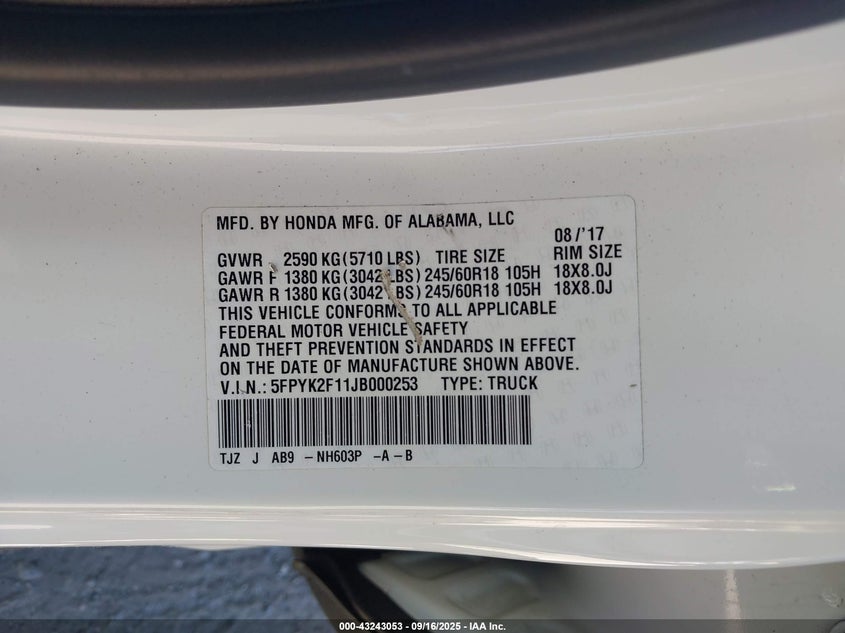 MFD. BY HONDA MFG. OF ALABAMA, LLC
08/'17
GVWR 2590 KG(5710 LBS) TIRE SIZE RIM SIZE
GAWR F 1380 KG(3042 LBS) 245/60R18 105H 18X8.0J
GAWR R 1380 KG(3042 LBS) 245/60R18 105H 18X8.0J
THIS VEHICLE CONFORMS TO ALL APPLICABLE
FEDERAL MOTOR VEHICLE SAFETY
AND THEFT PREVENTION STANDARDS IN EFFECT
ON THE DATE OF MANUFACTURE SHOWN ABOVE.
V.I.N.: 5FPYK2F11JB000253 TYPE: TRUCK
TJZ J AB9 -NH603P -A-B
000-43243053 - 09/16/2025 - IAA Inc.